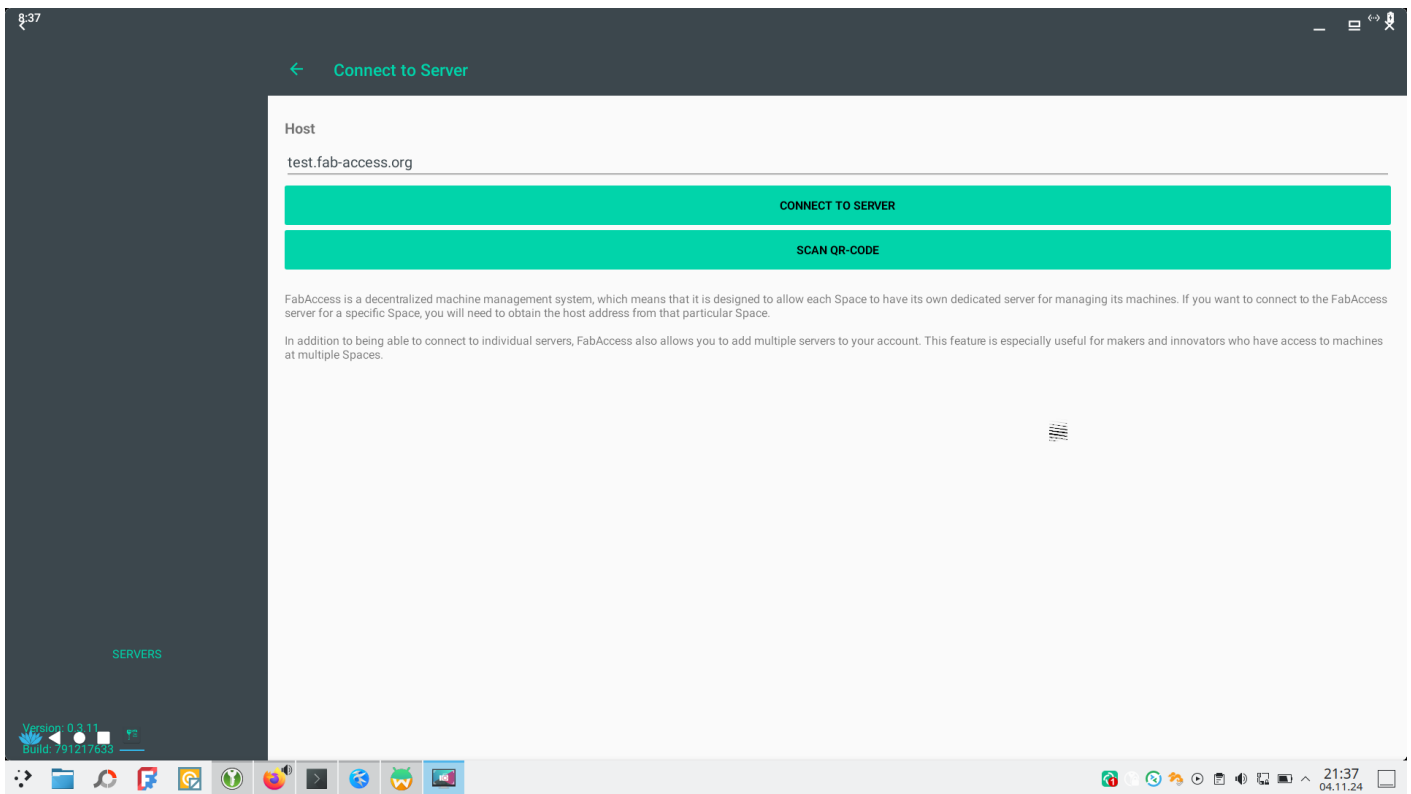 8:37
Connect to Server
Host
test.fab-access.org
CONNECT TO SERVER
SCAN QR-CODE
FabAccess is a decentralized machine management system, which means that it is designed to allow each Space to have its own dedicated server for managing its machines. If you want to connect to the FabAccess
server for a specific Space, you will need to obtain the host address from that particular Space.
In addition to being able to connect to individual servers, FabAccess also allows you to add multiple servers to your account. This feature is especially useful for makers and innovators who have access to machines
at multiple Spaces.
SERVERS
Version: 0.3.11
Build: 791217633
21:37
04.11.24